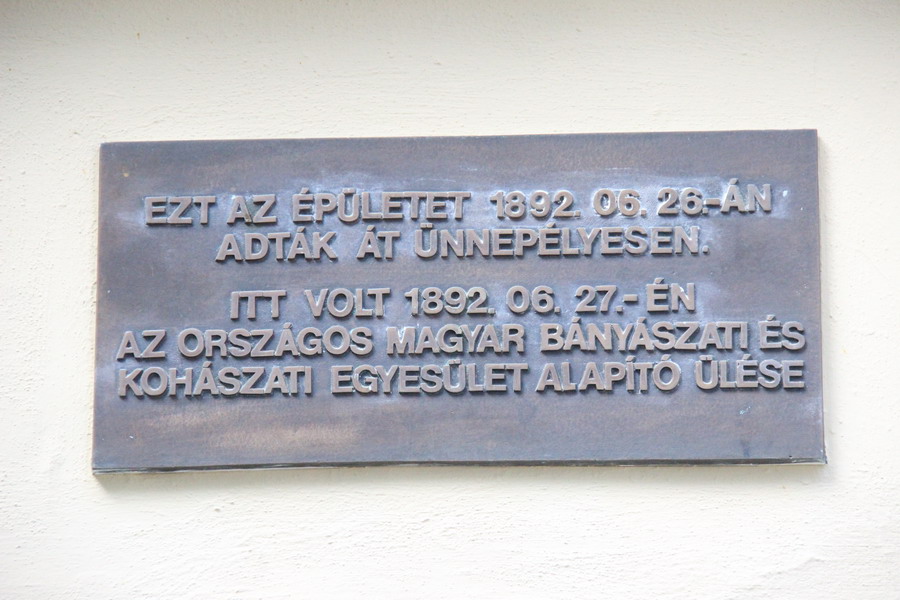 EZT AZ ÉPÜLETET 1892. 06. 26.-ÁN
ADTÁK ÁT ÜNNEPÉLYESEN.
ITT VOLT 1892. 06. 27.-ÉN
AZ ORSZÁGOS MAGYAR BÁNYÁSZATI ÉS
KOHÁSZATI EGYESÜLET ALAPÍTÓ ÜLÉSE